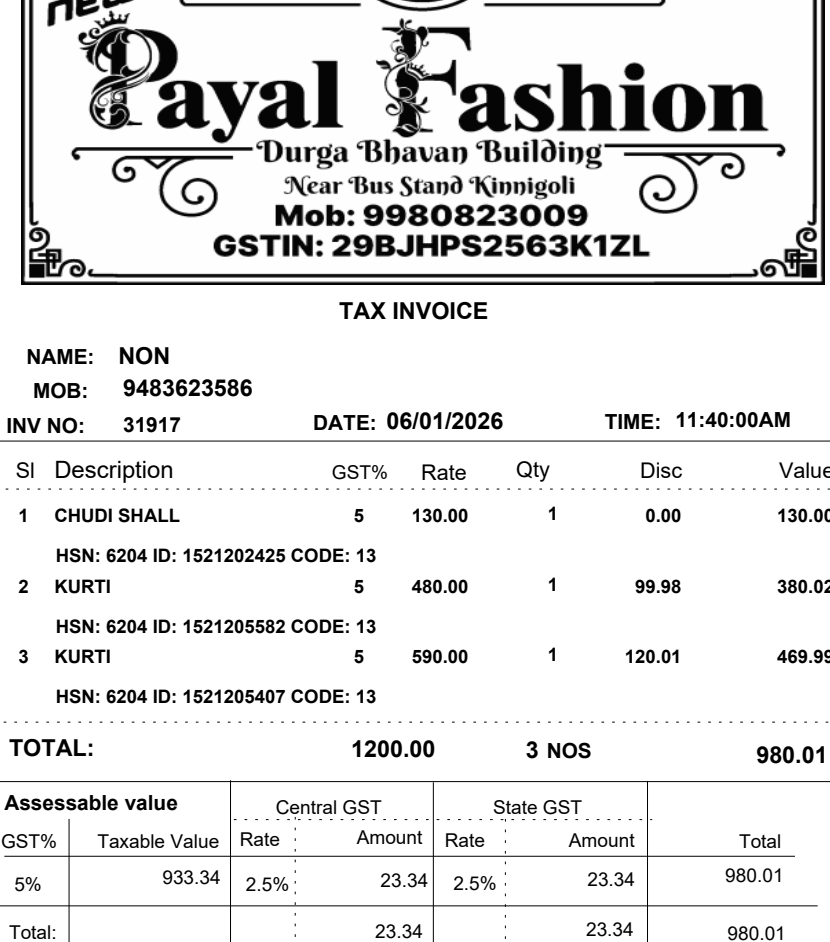 new
Payal Fashion
Durga Bhavan Building
Near Bus Stand Kinnigoli
Mob: 9980823009
GSTIN: 29BJHPS2563K1ZL
TAX INVOICE
NAME: NON
MOB: 9483623586
INV NO: 31917 DATE: 06/01/2026 TIME: 11:40:00AM
Sl Description GST% Rate Qty Disc Value
1 CHUDI SHALL 5 130.00 1 0.00 130.00
HSN: 6204 ID: 1521202425 CODE: 13
2 KURTI 5 480.00 1 99.98 380.02
HSN: 6204 ID: 1521205582 CODE: 13
3 KURTI 5 590.00 1 120.01 469.99
HSN: 6204 ID: 1521205407 CODE: 13
TOTAL: 1200.00 3 NOS 980.01
Assessable value Central GST State GST
GST% Taxable Value Rate Amount Rate Amount Total
5% 933.34 2.5% 23.34 2.5% 23.34 980.01
Total: 23.34 23.34 980.01